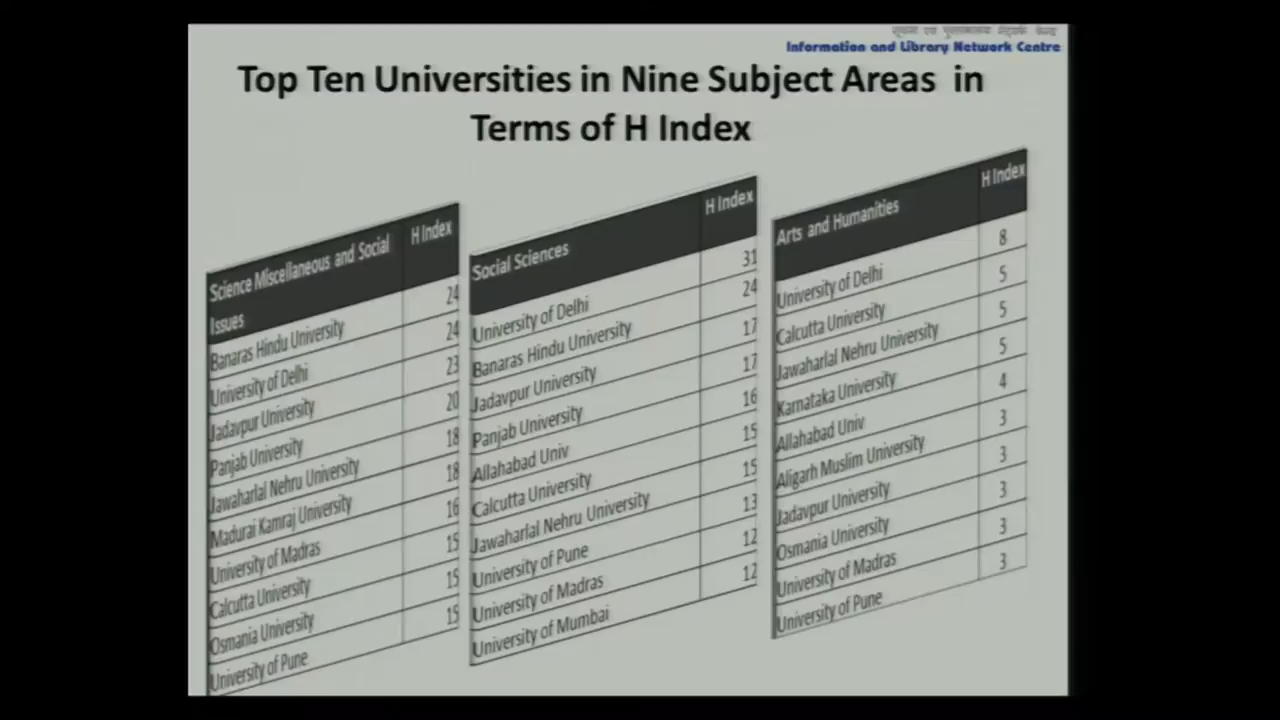 सूचना एवं पुस्तकालय नेटवर्क केन्द्र
Information and Library Network Centre
Top Ten Universities in Nine Subject Areas in
Terms of H Index
Science Miscellaneous and Social Issues H Index
Banaras Hindu University 24
University of Delhi 24
Jadavpur University 23
Panjab University 20
Jawaharlal Nehru University 18
Madurai Kamraj University 18
University of Madras 16
Calcutta University 15
Osmania University 15
University of Pune 15
Social Sciences H Index
University of Delhi 31
Banaras Hindu University 24
Jadavpur University 17
Panjab University 17
Allahabad Univ 16
Calcutta University 15
Jawaharlal Nehru University 15
University of Pune 13
University of Madras 12
University of Mumbai 12
Arts and Humanities H Index
University of Delhi 8
Calcutta University 5
Jawaharlal Nehru University 5
Karnataka University 5
Allahabad Univ 4
Aligarh Muslim University 3
Jadavpur University 3
Osmania University 3
University of Madras 3
University of Pune 3